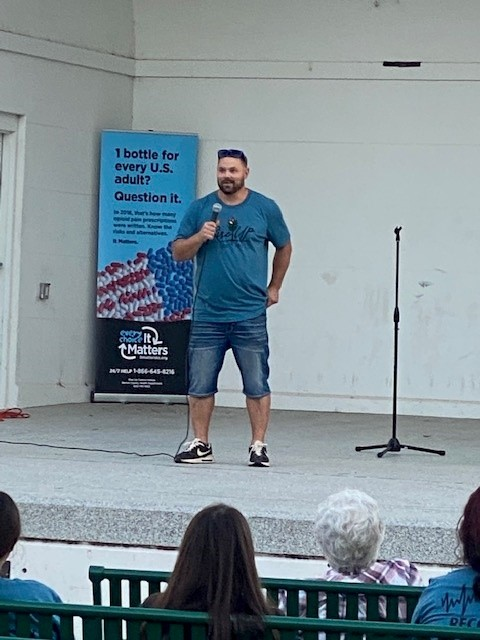 1 bottle for
every U.S.
adult?
Question it.
In 2016, that's how many
opioid pain prescriptions
were written. Know the
risks and alternatives.
It Matters.
every
choice
It
Matters
24/7 HELP 1-866-645-8216
REC